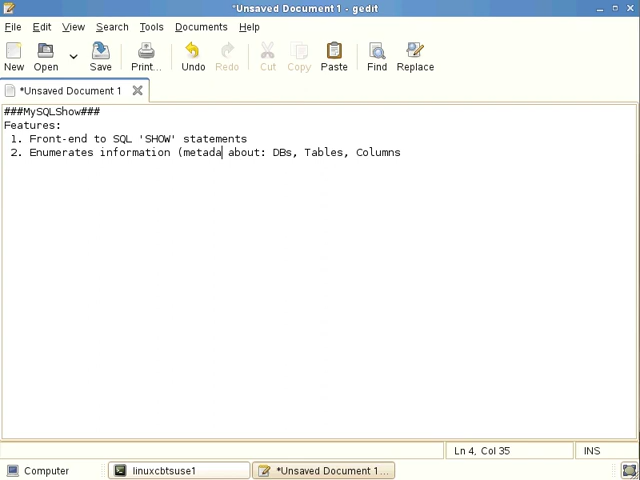 *Unsaved Document 1 - gedit
File Edit View Search Tools Documents Help
New Open Save Print... Undo Redo Cut Copy Paste Find Replace
*Unsaved Document 1
###MySQLShow###
Features:
1. Front-end to SQL 'SHOW' statements
2. Enumerates information (metada about: DBs, Tables, Columns
Ln 4, Col 35 INS
Computer linuxcbtsuse1 *Unsaved Document 1...